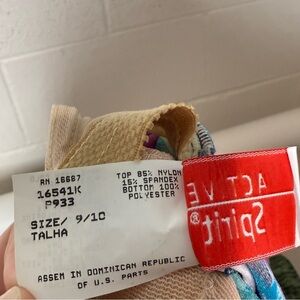 RN 16667
16541K
P933
SIZE/ 9/10
TALHA
TOP 85% NYLON
15% SPANDEX
BOTTOM 100%
POLYESTER
ASSEM IN DOMINICAN REPUBLIC
OF U.S. PARTS
ACTIVE
Spirit®